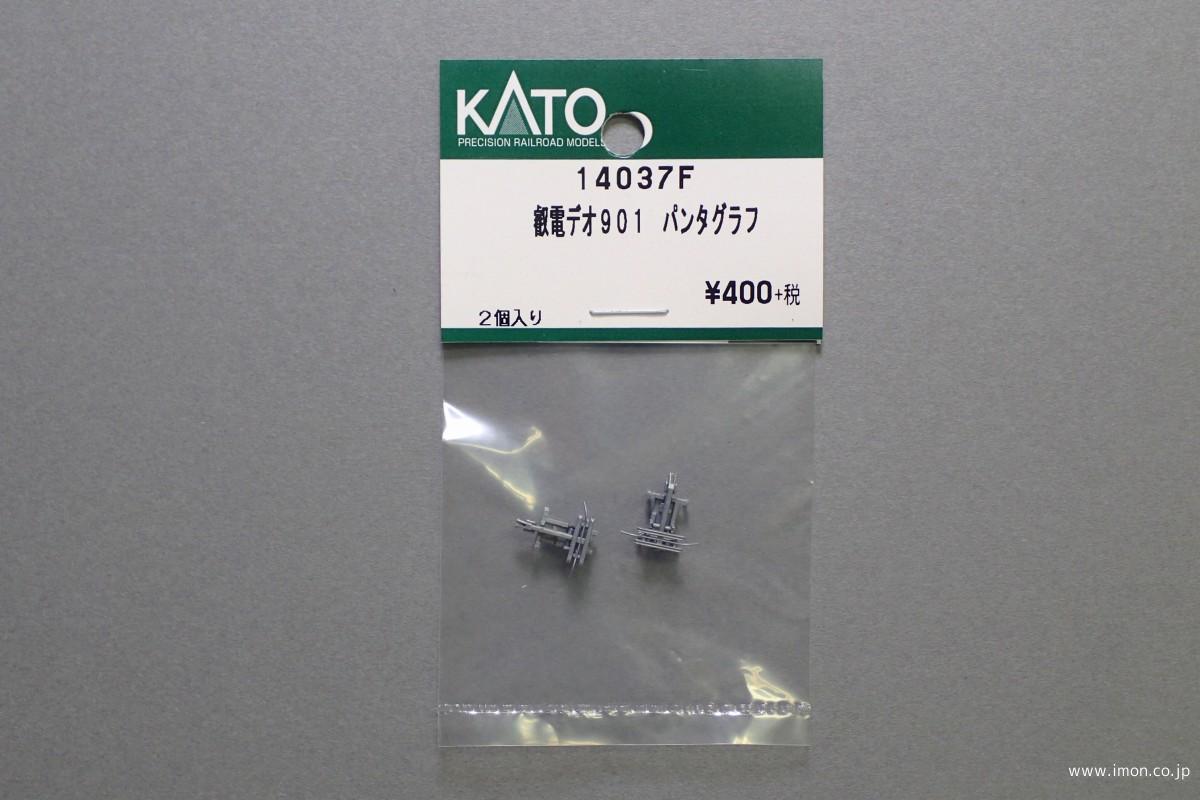 KATO
PRECISION RAILROAD MODELS
14037F
叡電デオ901 パンタグラフ
¥400+税
2個入り
www.imon.co.jp